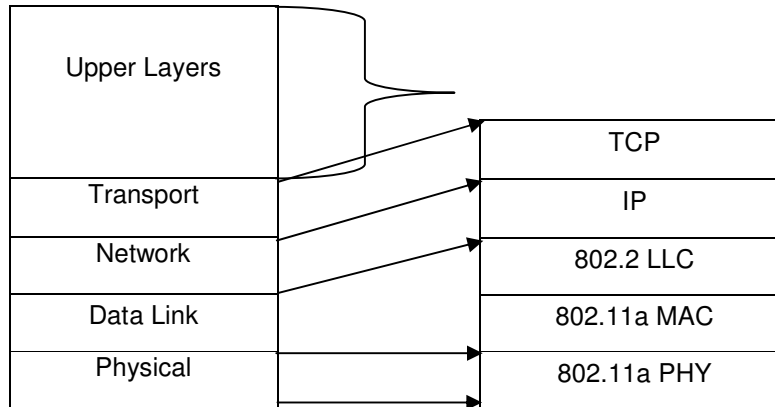 Upper Layers
Transport
Network
Data Link
Physical
TCP
IP
802.2 LLC
802.11a MAC
802.11a PHY